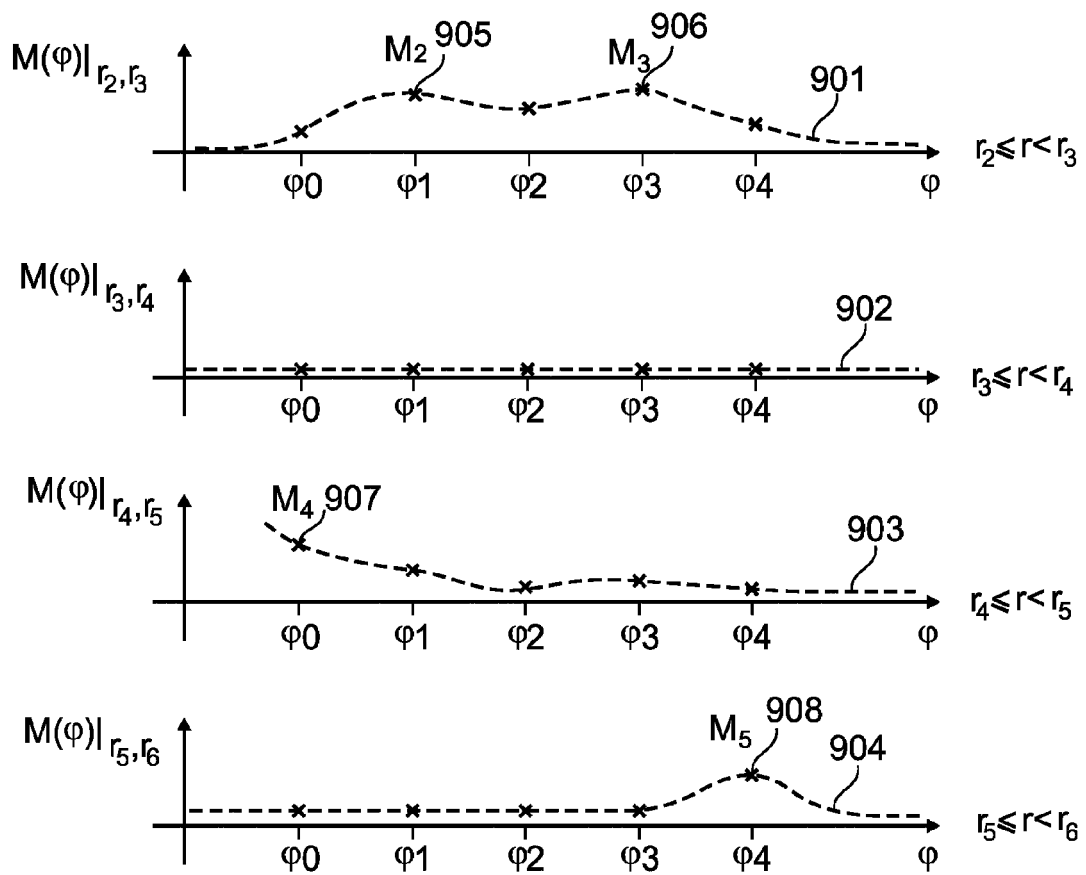 M(φ)|r2,r3 M2 905 M3 906 901
r2≤r<r3
φ0 φ1 φ2 φ3 φ4 φ
M(φ)|r3,r4 902
r3≤r<r4
φ0 φ1 φ2 φ3 φ4 φ
M(φ)|r4,r5 M4 907 903
r4≤r<r5
φ0 φ1 φ2 φ3 φ4 φ
M(φ)|r5,r6 M5 908 904
r5≤r<r6
φ0 φ1 φ2 φ3 φ4 φ